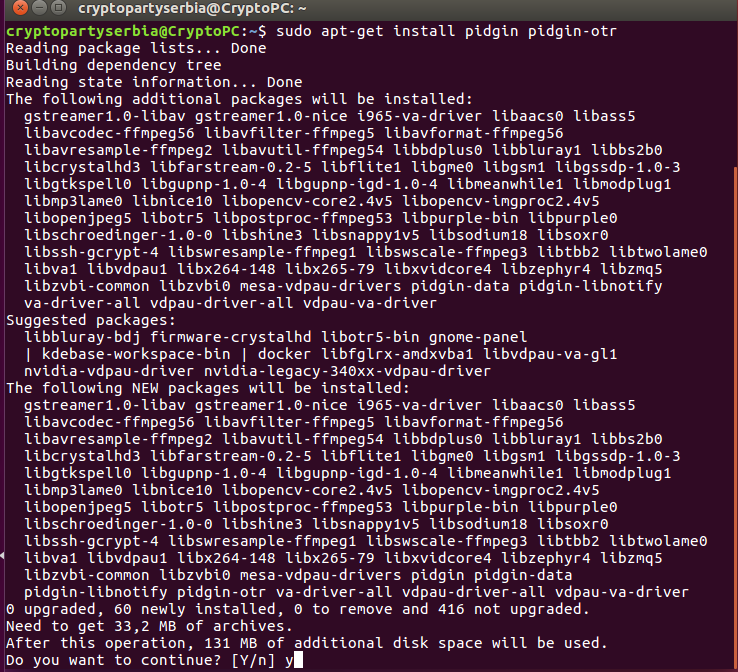 cryptopartyserbia@CryptoPC: ~
cryptopartyserbia@CryptoPC:~$ sudo apt-get install pidgin pidgin-otr
Reading package lists... Done
Building dependency tree
Reading state information... Done
The following additional packages will be installed:
gstreamer1.0-libav gstreamer1.0-nice i965-va-driver libaacs0 libass5
libavcodec-ffmpeg56 libavfilter-ffmpeg5 libavformat-ffmpeg56
libavresample-ffmpeg2 libavutil-ffmpeg54 libbdplus0 libbluray1 libbs2b0
libcrystalhd3 libfarstream-0.2-5 libflite1 libgme0 libgsm1 libgssdp-1.0-3
libgtkspell0 libgupnp-1.0-4 libgupnp-igd-1.0-4 libmeanwhile1 libmodplug1
libmp3lame0 libnice10 libopencv-core2.4v5 libopencv-imgproc2.4v5
libopenjpeg5 libotr5 libpostproc-ffmpeg53 libpurple-bin libpurple0
libschroedinger-1.0-0 libshine3 libsnappy1v5 libsodium18 libsoxr0
libssh-gcrypt-4 libswresample-ffmpeg1 libswscale-ffmpeg3 libtbb2 libtwolame0
libva1 libvdpau1 libx264-148 libx265-79 libxvidcore4 libzephyr4 libzmq5
libzvbi-common libzvbi0 mesa-vdpau-drivers pidgin-data pidgin-libnotify
va-driver-all vdpau-driver-all vdpau-va-driver
Suggested packages:
libbluray-bdj firmware-crystalhd libotr5-bin gnome-panel
| kdebase-workspace-bin | docker libfglrx-amdxvba1 libvdpau-va-gl1
nvidia-vdpau-driver nvidia-legacy-340xx-vdpau-driver
The following NEW packages will be installed:
gstreamer1.0-libav gstreamer1.0-nice i965-va-driver libaacs0 libass5
libavcodec-ffmpeg56 libavfilter-ffmpeg5 libavformat-ffmpeg56
libavresample-ffmpeg2 libavutil-ffmpeg54 libbdplus0 libbluray1 libbs2b0
libcrystalhd3 libfarstream-0.2-5 libflite1 libgme0 libgsm1 libgssdp-1.0-3
libgtkspell0 libgupnp-1.0-4 libgupnp-igd-1.0-4 libmeanwhile1 libmodplug1
libmp3lame0 libnice10 libopencv-core2.4v5 libopencv-imgproc2.4v5
libopenjpeg5 libotr5 libpostproc-ffmpeg53 libpurple-bin libpurple0
libschroedinger-1.0-0 libshine3 libsnappy1v5 libsodium18 libsoxr0
libssh-gcrypt-4 libswresample-ffmpeg1 libswscale-ffmpeg3 libtbb2 libtwolame0
libva1 libvdpau1 libx264-148 libx265-79 libxvidcore4 libzephyr4 libzmq5
libzvbi-common libzvbi0 mesa-vdpau-drivers pidgin pidgin-data
pidgin-libnotify pidgin-otr va-driver-all vdpau-driver-all vdpau-va-driver
0 upgraded, 60 newly installed, 0 to remove and 416 not upgraded.
Need to get 33,2 MB of archives.
After this operation, 131 MB of additional disk space will be used.
Do you want to continue? [Y/n] y